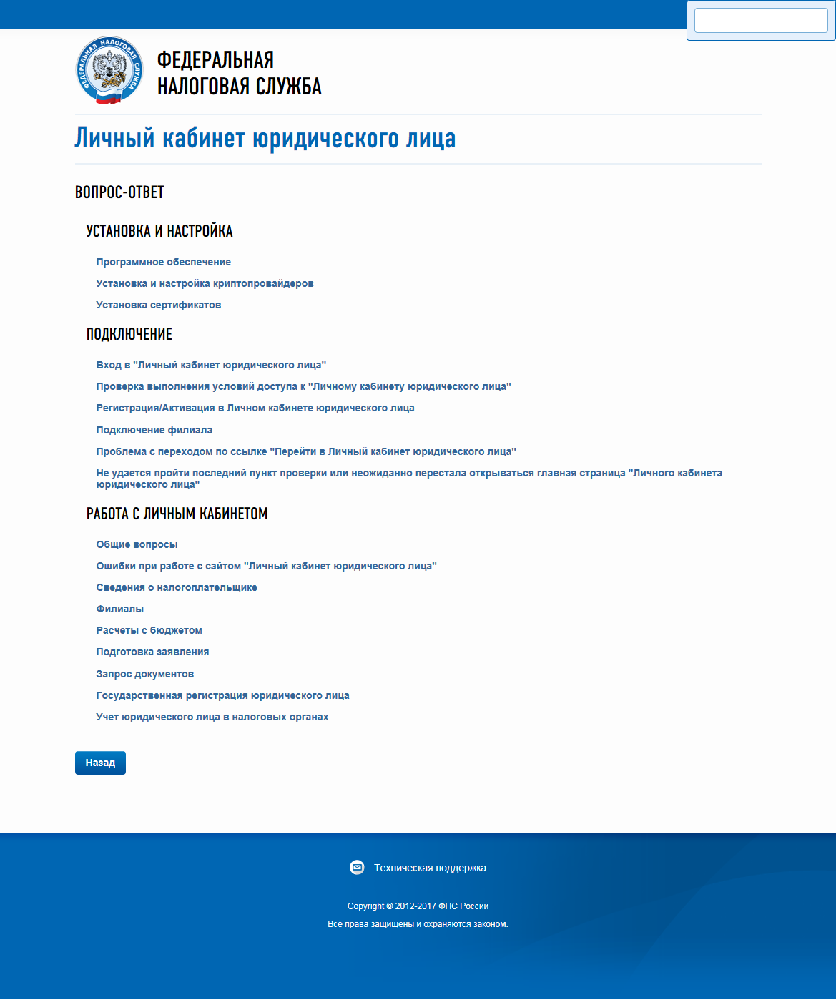 ФЕДЕРАЛЬНАЯ НАЛОГОВАЯ СЛУЖБА
ФЕДЕРАЛЬНАЯ
НАЛОГОВАЯ СЛУЖБА
Личный кабинет юридического лица
ВОПРОС-ОТВЕТ
УСТАНОВКА И НАСТРОЙКА
Программное обеспечение
Установка и настройка криптопровайдеров
Установка сертификатов
ПОДКЛЮЧЕНИЕ
Вход в "Личный кабинет юридического лица"
Проверка выполнения условий доступа к "Личному кабинету юридического лица"
Регистрация/Активация в Личном кабинете юридического лица
Подключение филиала
Проблема с переходом по ссылке "Перейти в Личный кабинет юридического лица"
Не удается пройти последний пункт проверки или неожиданно перестала открываться главная страница "Личного кабинета
юридического лица"
РАБОТА С ЛИЧНЫМ КАБИНЕТОМ
Общие вопросы
Ошибки при работе с сайтом "Личный кабинет юридического лица"
Сведения о налогоплательщике
Филиалы
Расчеты с бюджетом
Подготовка заявления
Запрос документов
Государственная регистрация юридического лица
Учет юридического лица в налоговых органах
Назад
Техническая поддержка
Copyright © 2012-2017 ФНС России
Все права защищены и охраняются законом.